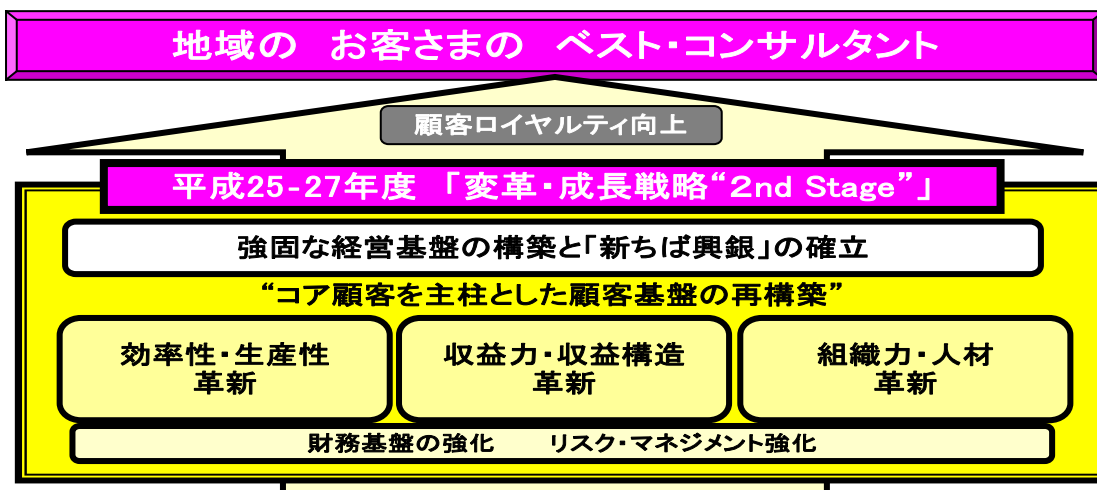 地域の　お客さまの　ベスト・コンサルタント
顧客ロイヤルティ向上
平成25-27年度　「変革・成長戦略“2nd Stage”」
強固な経営基盤の構築と「新ちば興銀」の確立
“コア顧客を主柱とした顧客基盤の再構築”
効率性・生産性
革新
収益力・収益構造
革新
組織力・人材
革新
財務基盤の強化　　リスク・マネジメント強化